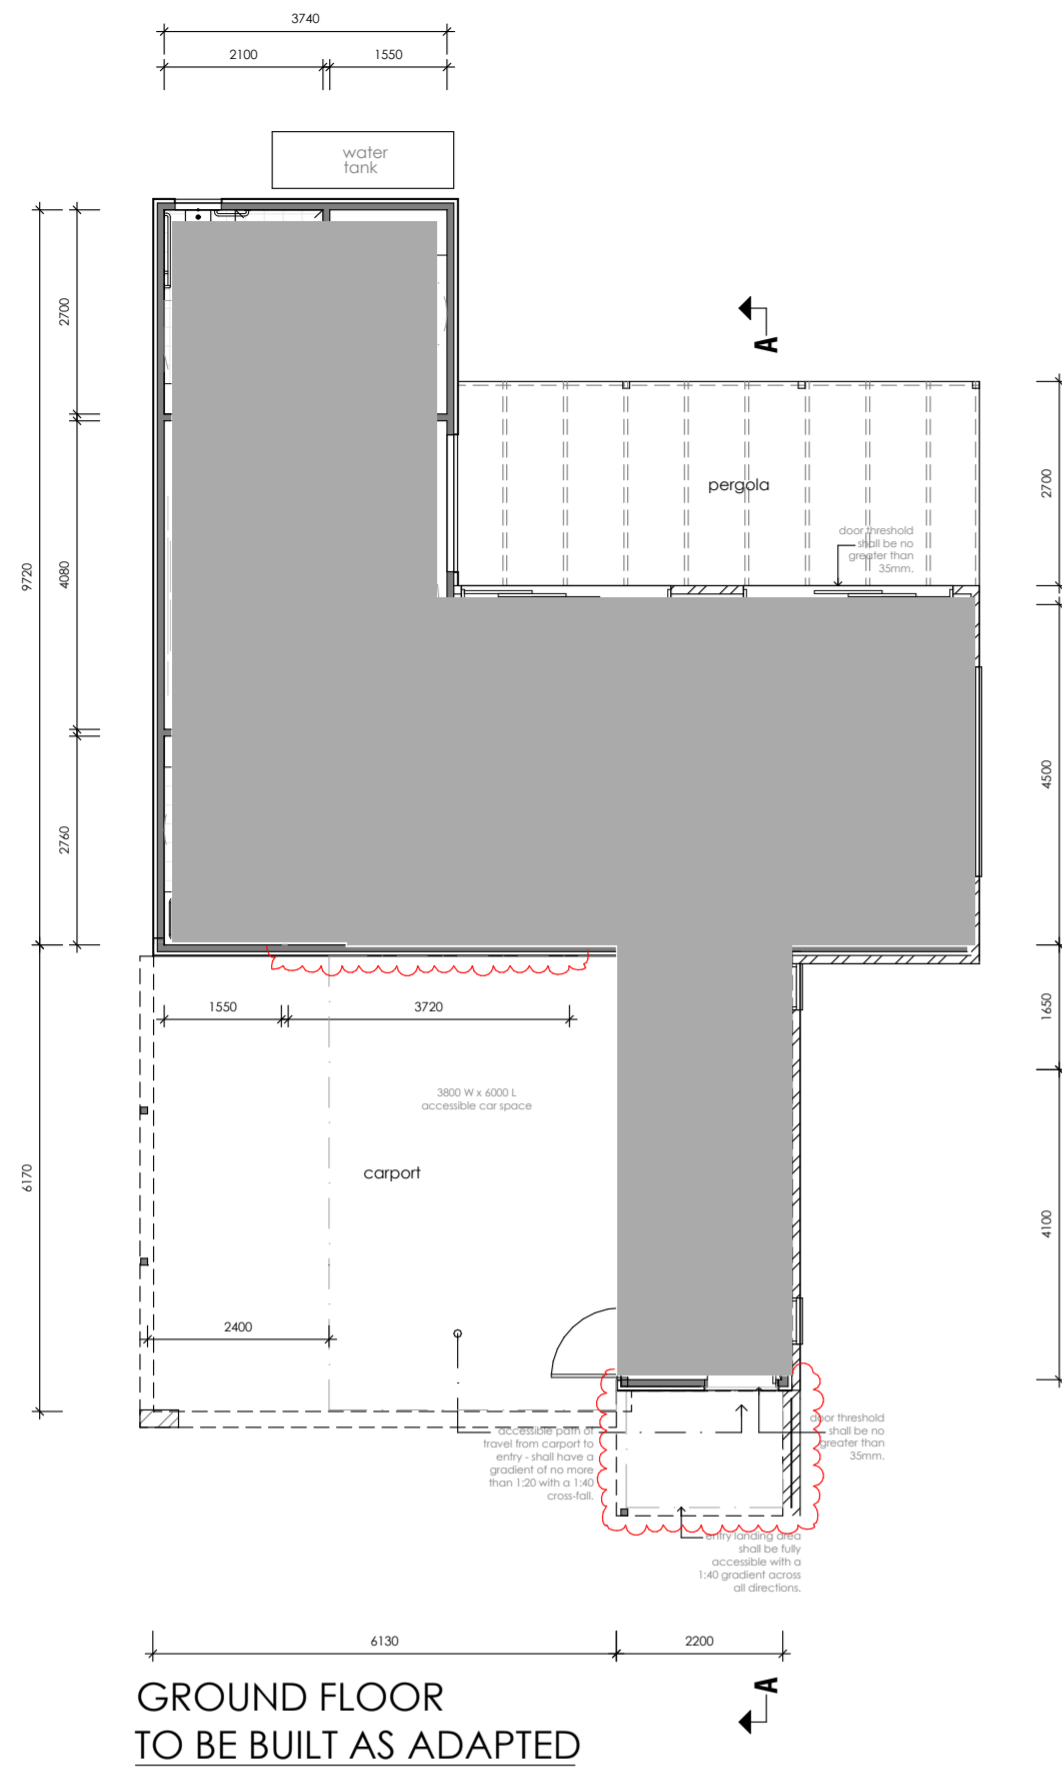 3740
2100
1550
water
tank
2700
A
pergola
2700
door threshold
shall be no
greater than
35mm.
9720
4080
4500
2760
1550
3720
1650
3800 W x 6000 L
accessible car space
carport
6170
4100
2400
accessible path of
travel from carport to
entry - shall have a
gradient of no more
than 1:20 with a 1:40
cross-fall.
door threshold
shall be no
greater than
35mm.
entry landing area
shall be fully
accessible with a
1:40 gradient across
all directions.
6130
2200
A
GROUND FLOOR
TO BE BUILT AS ADAPTED